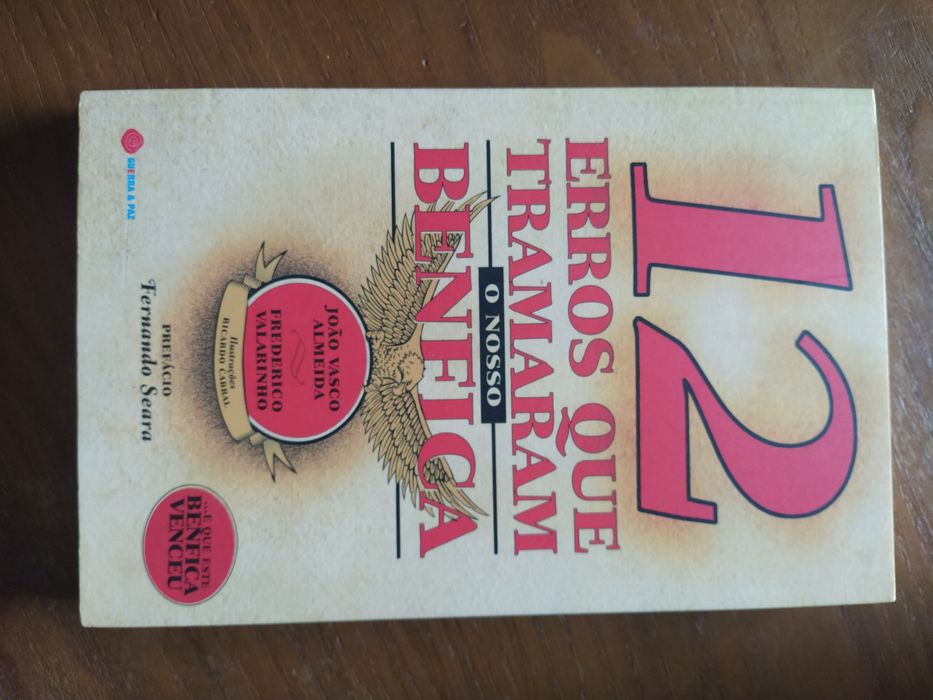 12
ERROS QUE
TRAMARAM
O NOSSO
BENFICA
JOÃO VASCO
ALMEIDA
FREDERICO
VALARINHO
Ilustrações
RICARDO CABRAL
PREFÁCIO
Fernando Seara
...E QUE ESTE
BENFICA
VENCEU
GUERRA & PAZ